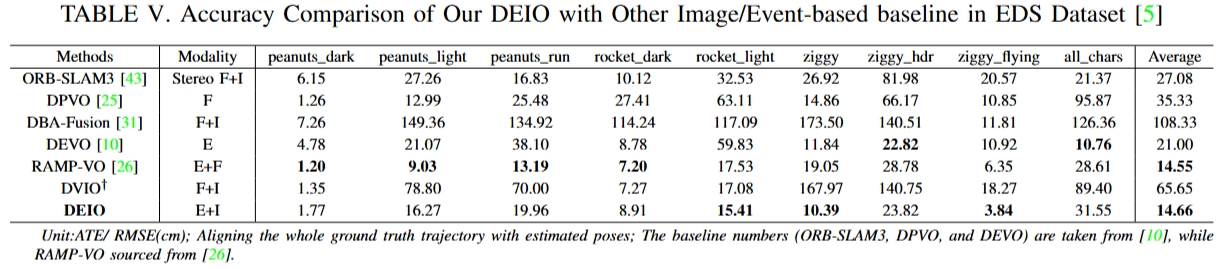 TABLE V. Accuracy Comparison of Our DEIO with Other Image/Event-based baseline in EDS Dataset [5]
Methods Modality peanuts_dark peanuts_light peanuts_run rocket_dark rocket_light ziggy ziggy_hdr ziggy_flying all_chars Average
ORB-SLAM3 [43] Stereo F+I 6.15 27.26 16.83 10.12 32.53 26.92 81.98 20.57 21.37 27.08
DPVO [25] F 1.26 12.99 25.48 27.41 63.11 14.86 66.17 10.85 95.87 35.33
DBA-Fusion [31] F+I 7.26 149.36 134.92 114.24 117.09 173.50 140.51 11.81 126.36 108.33
DEVO [10] E 4.78 21.07 38.10 8.78 59.83 11.84 22.82 10.92 10.76 21.00
RAMP-VO [26] E+F 1.20 9.03 13.19 7.20 17.53 19.05 28.78 6.35 28.61 14.55
DVIO† F+I 1.35 78.80 70.00 7.27 17.08 167.97 140.75 18.27 89.40 65.65
DEIO E+I 1.77 16.27 19.96 8.91 15.41 10.39 23.82 3.84 31.55 14.66
Unit:ATE/ RMSE(cm); Aligning the whole ground truth trajectory with estimated poses; The baseline numbers (ORB-SLAM3, DPVO, and DEVO) are taken from [10], while
RAMP-VO sourced from [26].